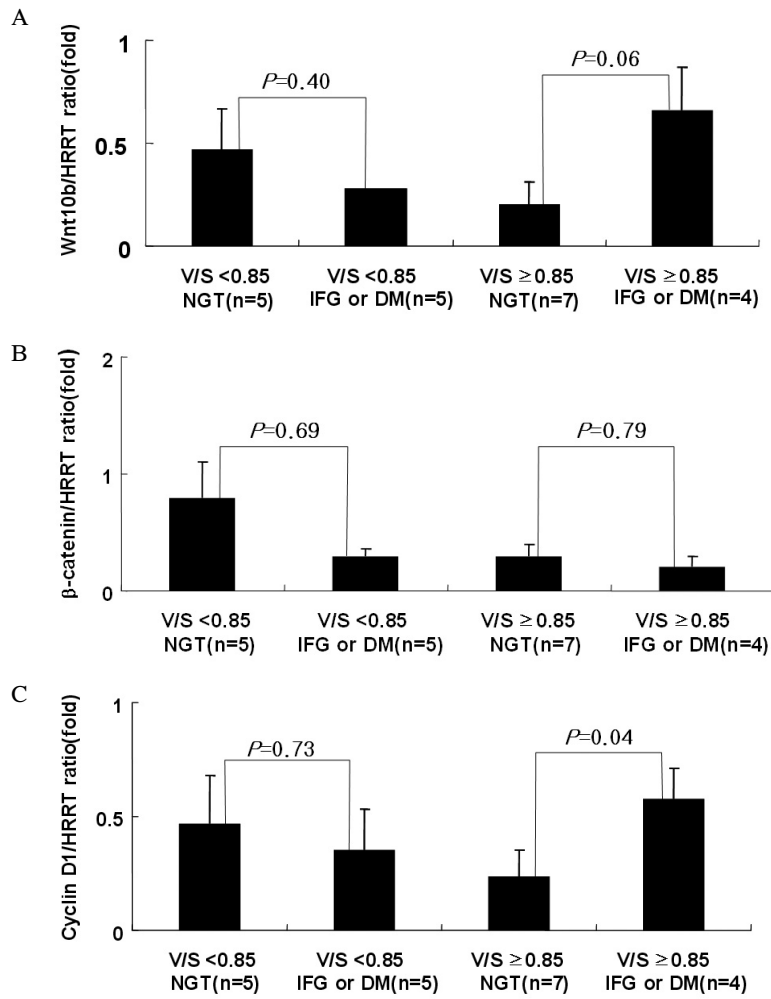 A
Wnt10b/HRRT ratio(fold)
1
0.5
0
P=0.40
P=0.06
V/S <0.85
NGT(n=5)
V/S <0.85
IFG or DM(n=5)
V/S ≥0.85
NGT(n=7)
V/S ≥0.85
IFG or DM(n=4)
B
β-catenin/HRRT ratio(fold)
2
1
0
P=0.69
P=0.79
V/S <0.85
NGT(n=5)
V/S <0.85
IFG or DM(n=5)
V/S ≥0.85
NGT(n=7)
V/S ≥0.85
IFG or DM(n=4)
C
Cyclin D1/HRRT ratio(fold)
1
0.5
0
P=0.73
P=0.04
V/S <0.85
NGT(n=5)
V/S <0.85
IFG or DM(n=5)
V/S ≥0.85
NGT(n=7)
V/S ≥0.85
IFG or DM(n=4)